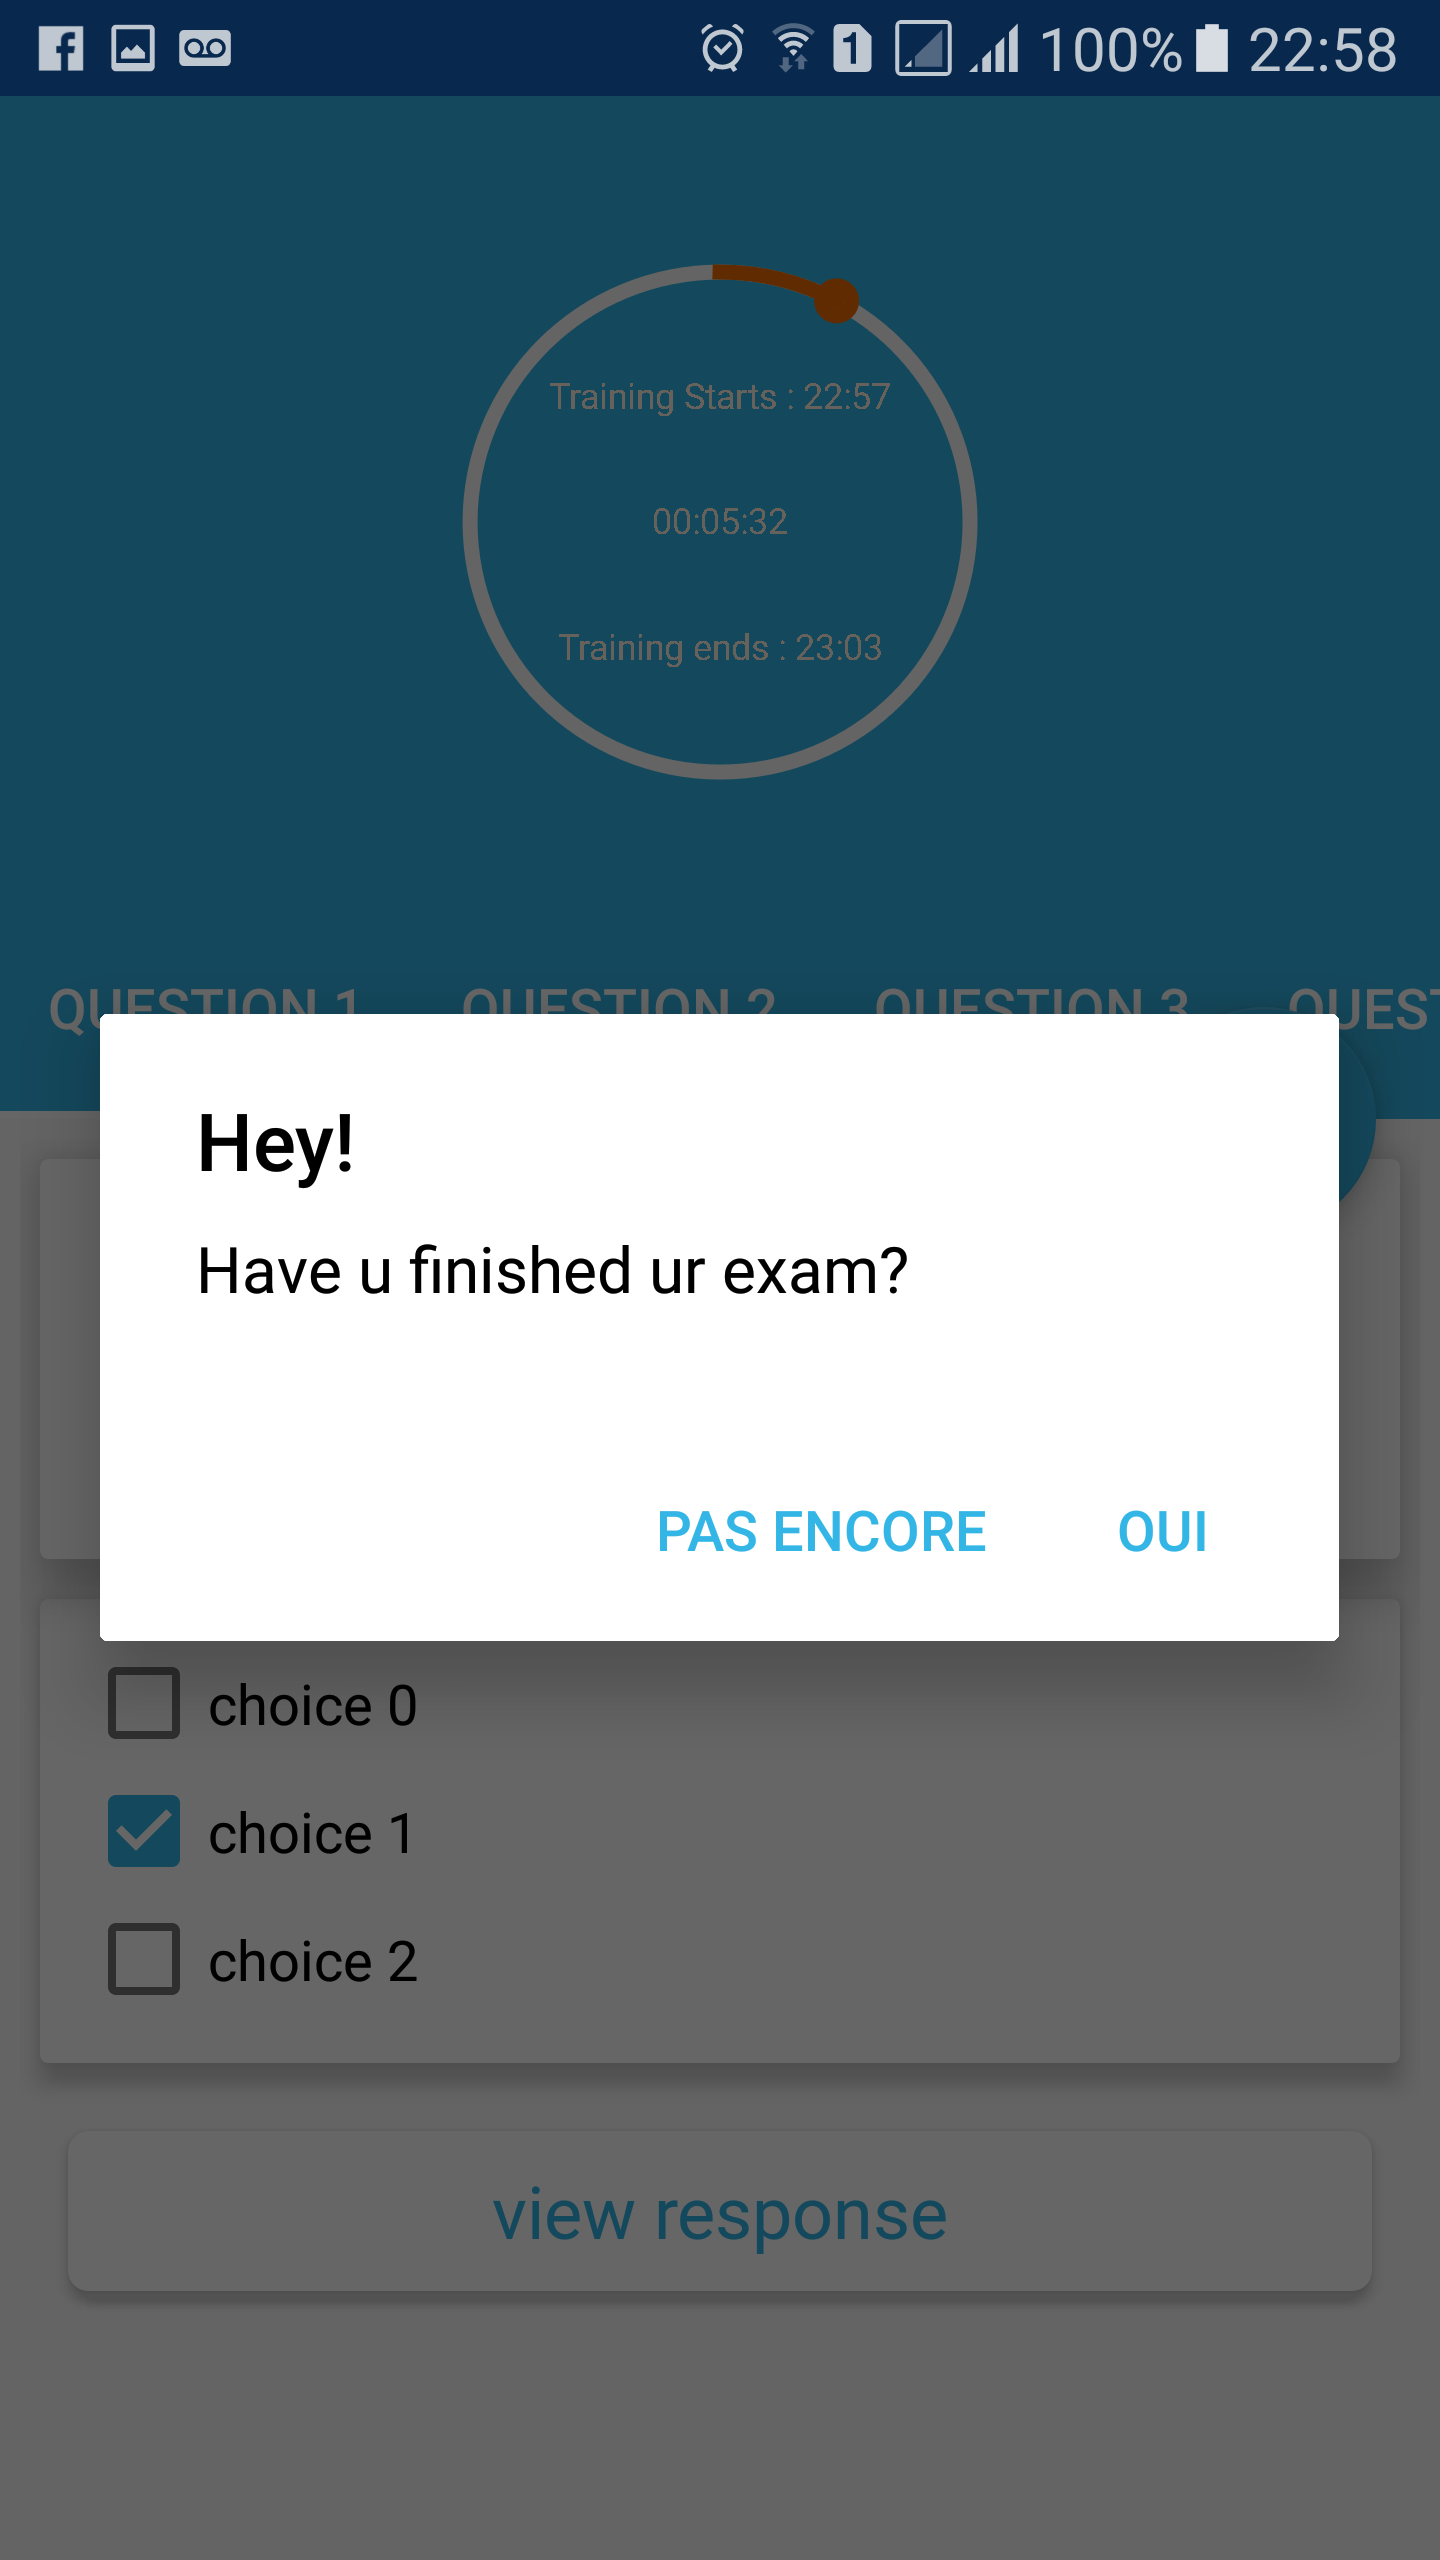 100% 22:58
Training Starts : 22:57
00:05:32
Training ends : 23:03
QUESTION 1 QUESTION 2 QUESTION 3 QUEST
Hey!
Have u finished ur exam?
PAS ENCORE OUI
choice 0
choice 1
choice 2
view response